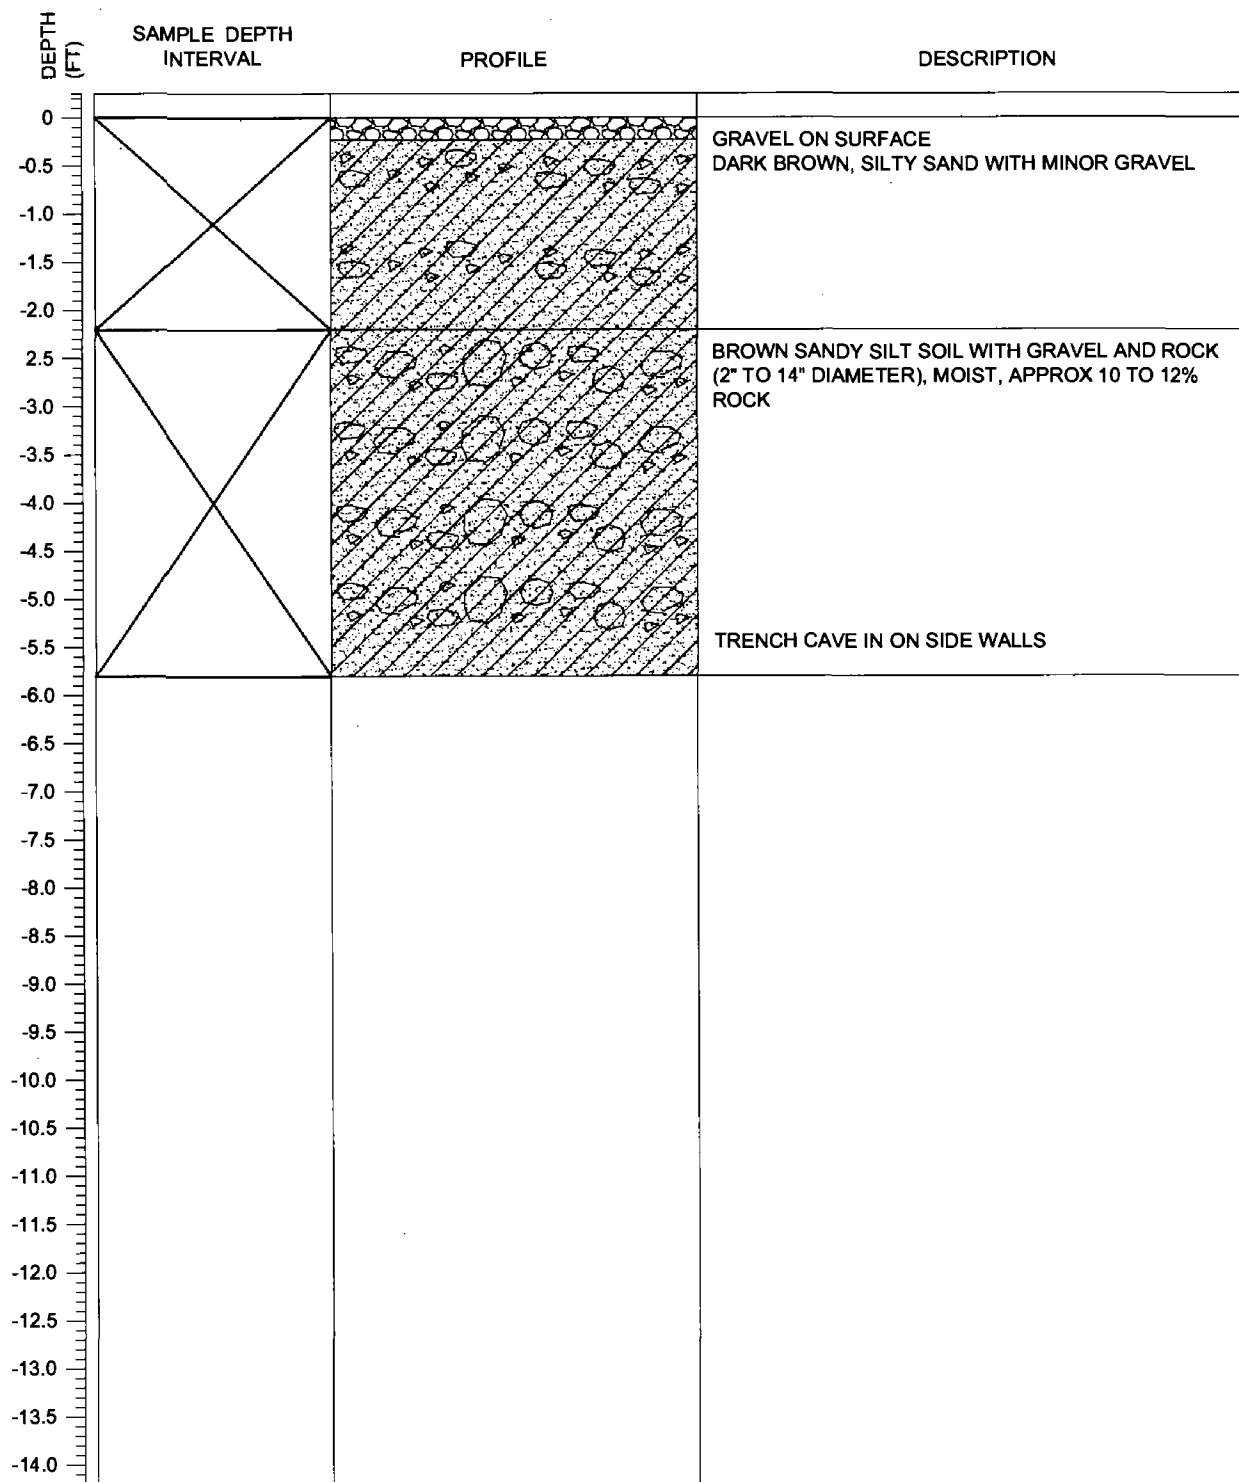 DEPTH
(FT)
SAMPLE DEPTH
INTERVAL
PROFILE
DESCRIPTION
0
-0.5
-1.0
-1.5
-2.0
-2.5
-3.0
-3.5
-4.0
-4.5
-5.0
-5.5
-6.0
-6.5
-7.0
-7.5
-8.0
-8.5
-9.0
-9.5
-10.0
-10.5
-11.0
-11.5
-12.0
-12.5
-13.0
-13.5
-14.0
GRAVEL ON SURFACE
DARK BROWN, SILTY SAND WITH MINOR GRAVEL
BROWN SANDY SILT SOIL WITH GRAVEL AND ROCK
(2" TO 14" DIAMETER), MOIST, APPROX 10 TO 12%
ROCK
TRENCH CAVE IN ON SIDE WALLS